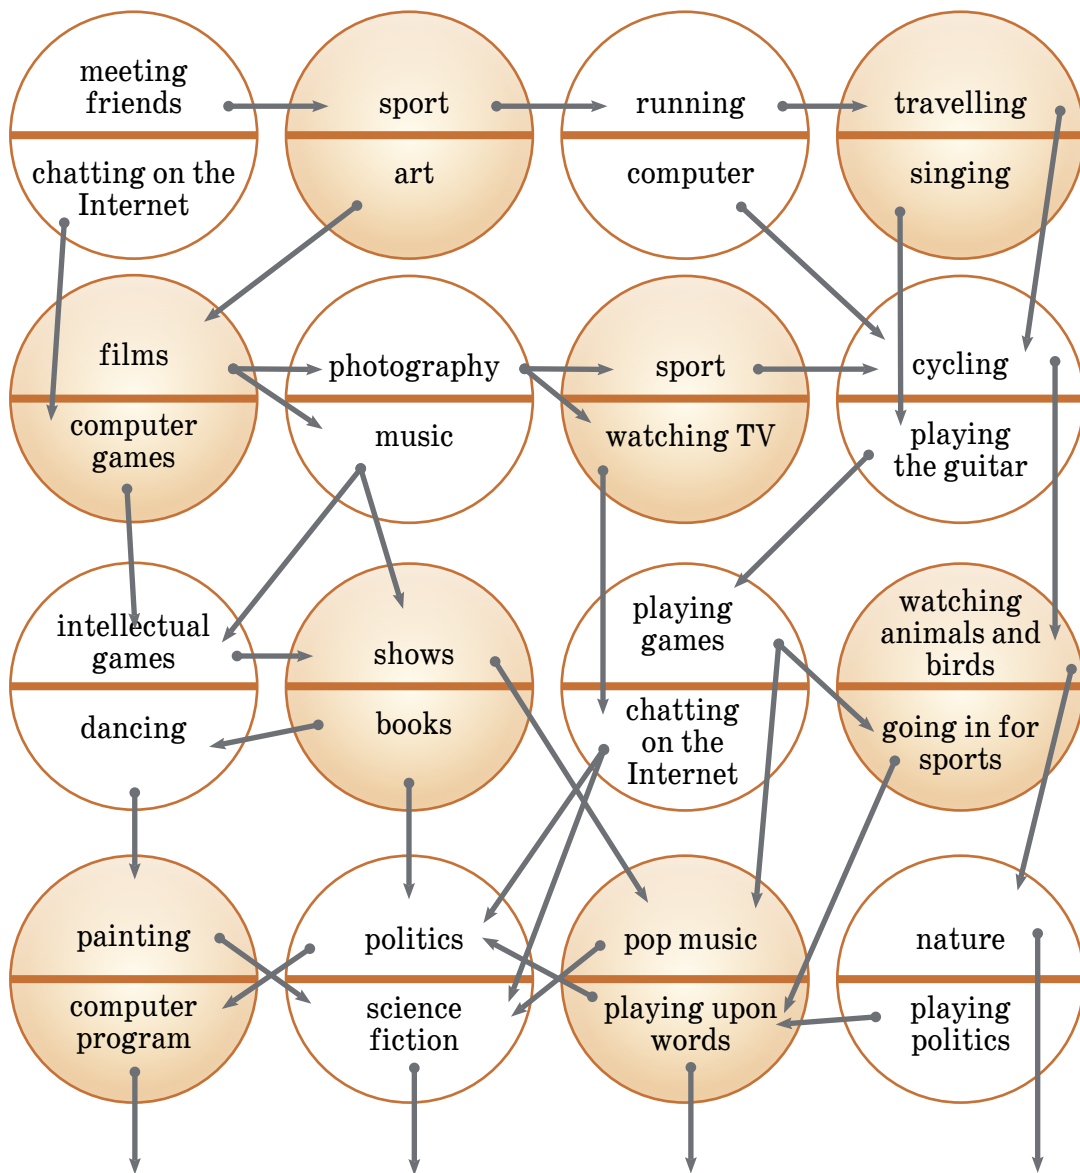 meeting
friends
chatting on the
Internet
sport
art
running
computer
travelling
singing
films
computer
games
photography
music
sport
watching TV
cycling
playing
the guitar
intellectual
games
dancing
shows
books
playing
games
chatting
on the
Internet
watching
animals and
birds
going in for
sports
painting
computer
program
politics
science
fiction
pop music
playing upon
words
nature
playing
politics